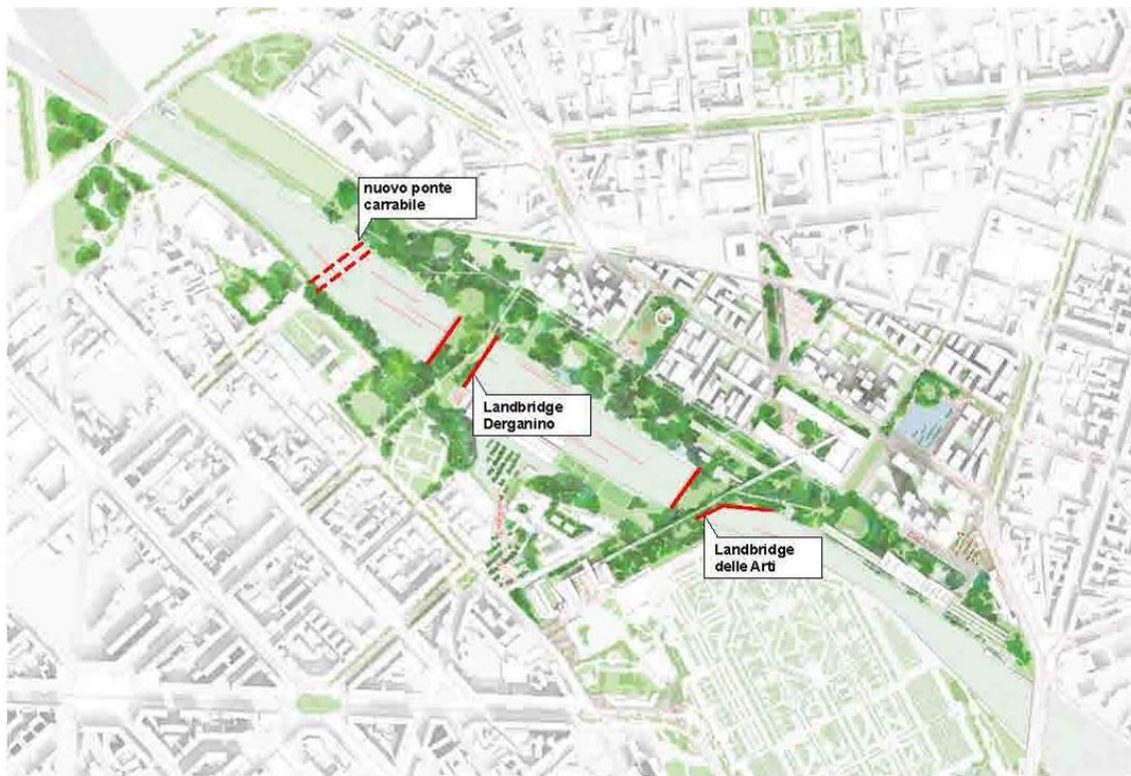 nuovo ponte
carrabile
Landbridge
Derganino
Landbridge
delle Arti